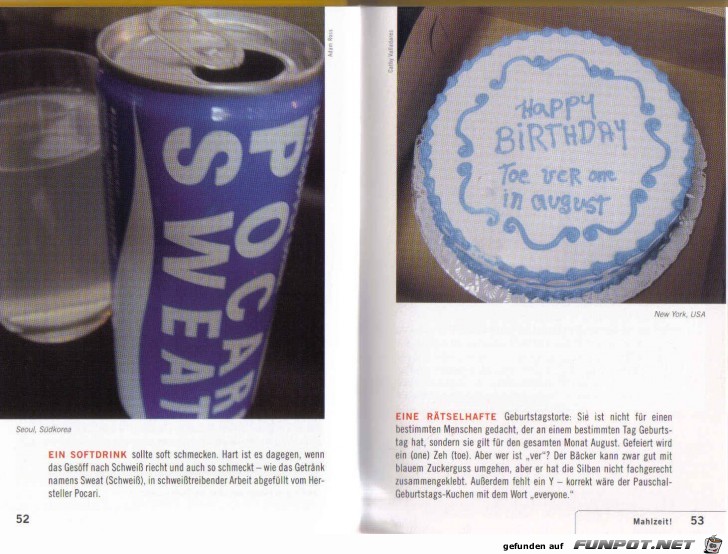 POCARI
SWEAT
Adam Ross
Seoul, Südkorea
EIN SOFTDRINK sollte soft schmecken. Hart ist es dagegen, wenn
das Gesöff nach Schweiß riecht und auch so schmeckt – wie das Getränk
namens Sweat (Schweiß), in schweißtreibender Arbeit abgefüllt vom Her-
steller Pocari.
52
HAPPY
BIRTHDAY
Toe ver one
in august
New York, USA
EINE RÄTSELHAFTE Geburtstagstorte: Sie ist nicht für einen
bestimmten Menschen gedacht, der an einem bestimmten Tag Geburts-
tag hat, sondern sie gilt für den gesamten Monat August. Gefeiert wird
ein (one) Zeh (toe). Aber wer ist „ver"? Der Bäcker kann zwar gut mit
blauem Zuckerguss umgehen, aber er hat die Silben nicht fachgerecht
zusammengeklebt. Außerdem fehlt ein Y – korrekt wäre der Pauschal-
Geburtstags-Kuchen mit dem Wort „everyone."
Mahlzeit! 53
gefunden auf FUNPOT.NET